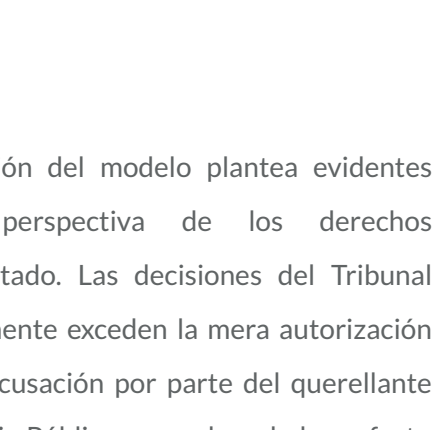 ón del modelo plantea evidentes
perspectiva de los derechos
tado. Las decisiones del Tribunal
ente exceden la mera autorización
cusación por parte del querellante